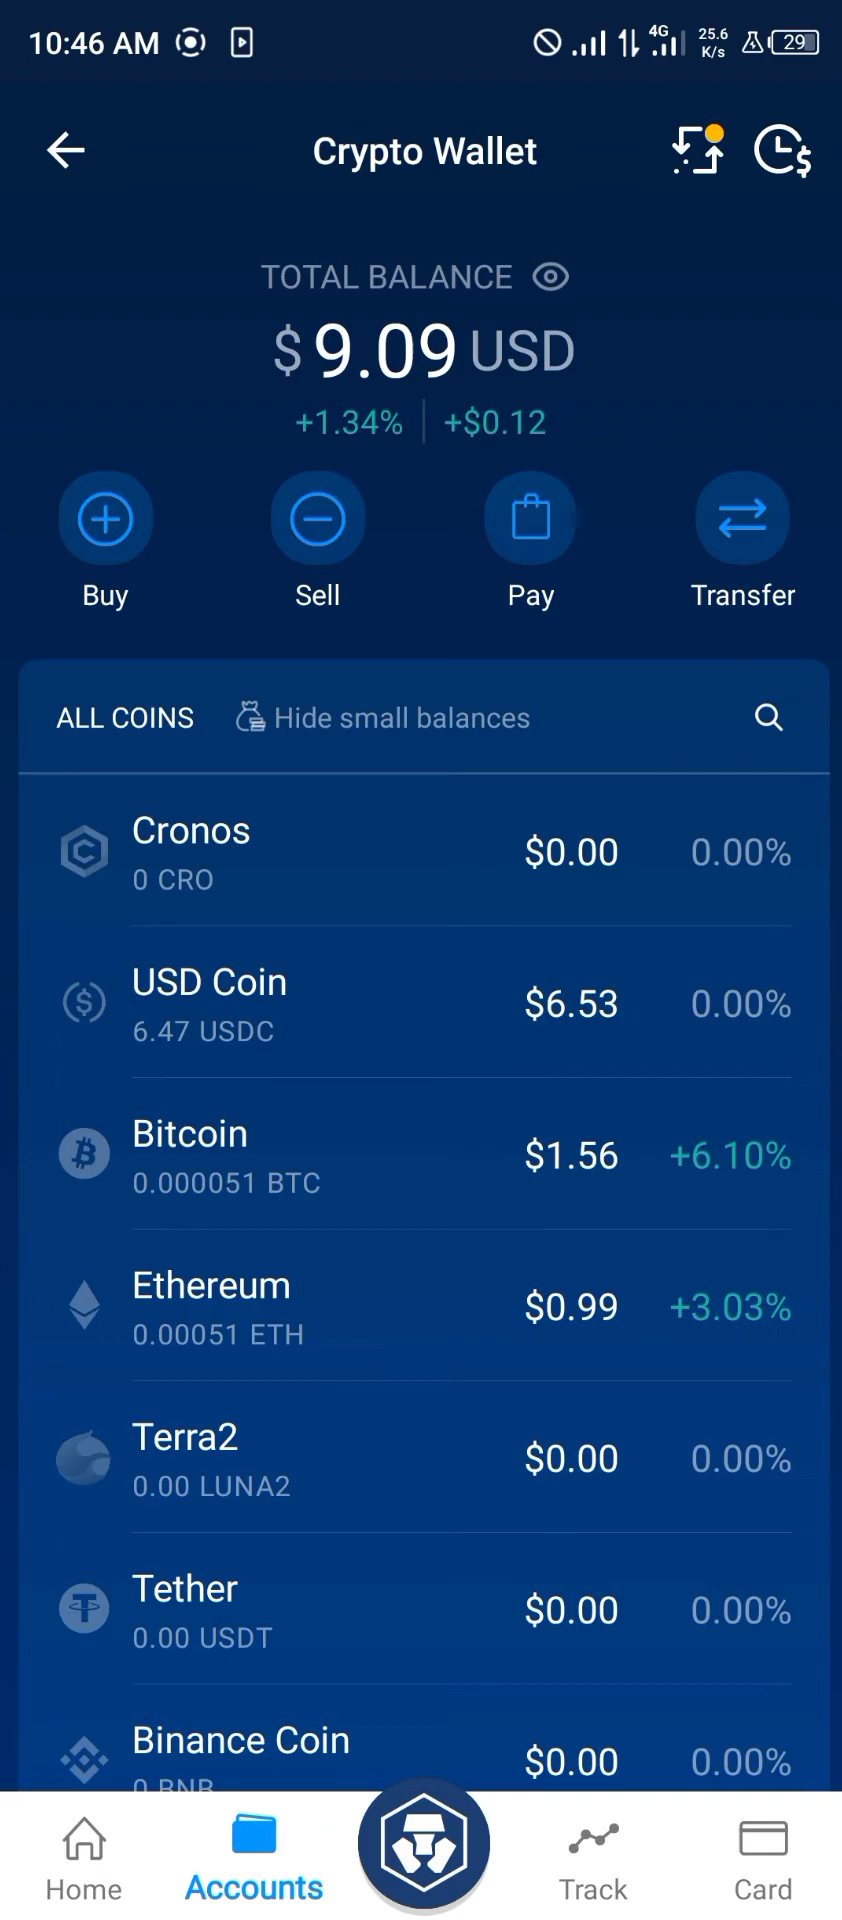 10:46 AM 4G 25.6 K/s 29
Crypto Wallet
TOTAL BALANCE
$ 9.09 USD
+1.34% +$0.12
Buy Sell Pay Transfer
ALL COINS Hide small balances
Cronos
0 CRO
$0.00 0.00%
USD Coin
6.47 USDC
$6.53 0.00%
Bitcoin
0.000051 BTC
$1.56 +6.10%
Ethereum
0.00051 ETH
$0.99 +3.03%
Terra2
0.00 LUNA2
$0.00 0.00%
Tether
0.00 USDT
$0.00 0.00%
Binance Coin
0 BNB
$0.00 0.00%
Home Accounts Track Card